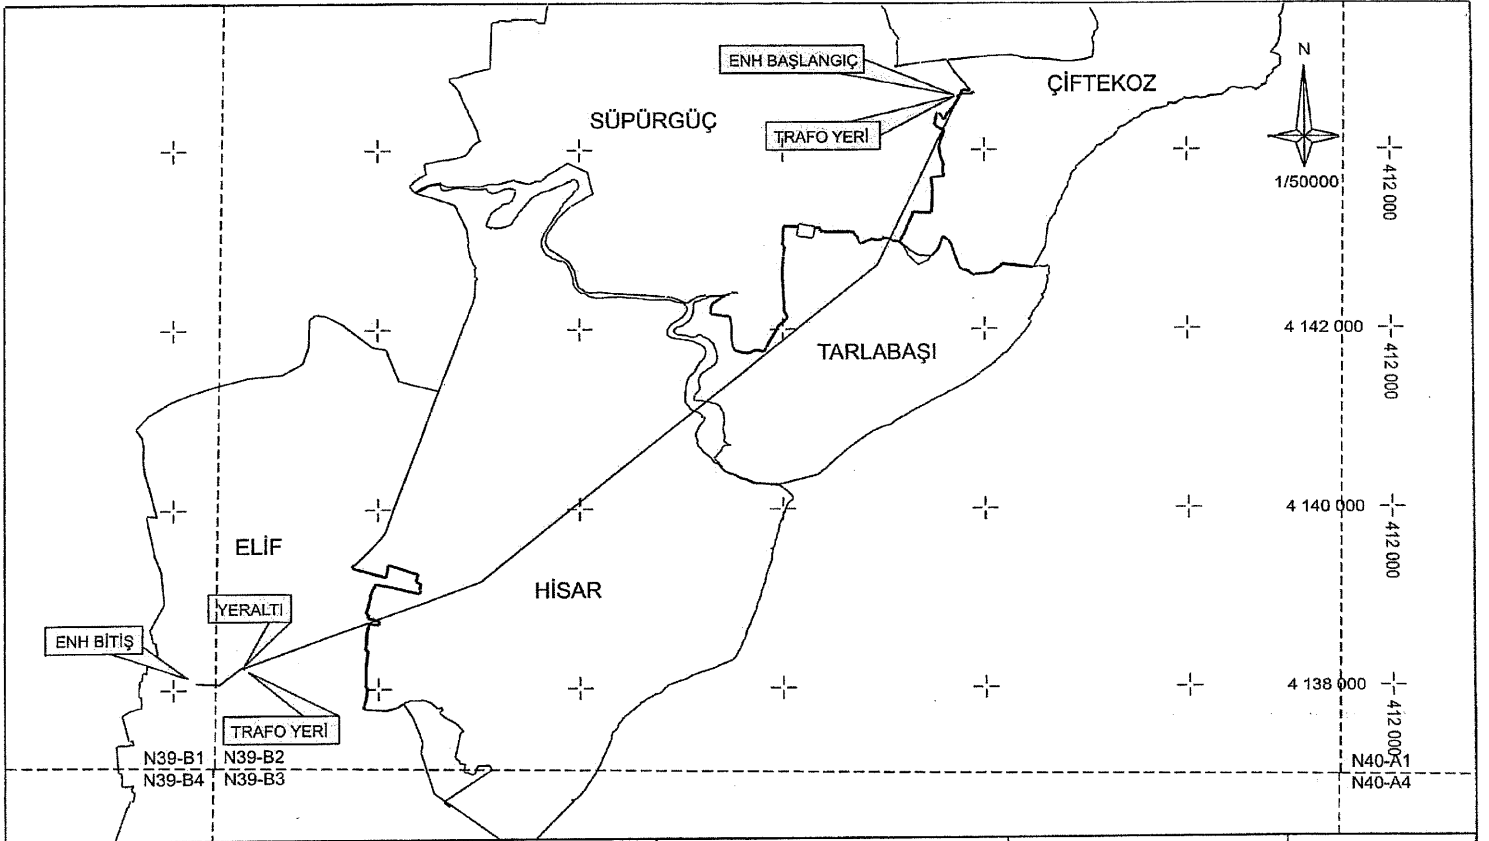 ENH BAŞLANGIÇ
ÇİFTEKOZ
N
SÜPÜRGÜÇ
TRAFO YERİ
1/50000
412 000
4 142 000
412 000
TARLABAŞI
4 140 000
412 000
ELİF
HİSAR
YERALTI
ENH BİTİŞ
4 138 000
412 000
TRAFO YERİ
N39-B1
N39-B2
N40-A1
N39-B4
N39-B3
N40-A4